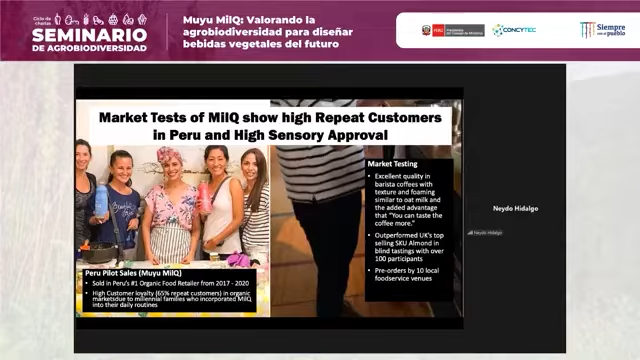 Ciclo de
charlas
SEMINARIO
DE AGROBIODIVERSIDAD
Muyu MilQ: Valorando la
agrobiodiversidad para diseñar
bebidas vegetales del futuro
PERÚ
CONCYTEC
Siempre
con el pueblo
Market Tests of MilQ show high Repeat Customers
in Peru and High Sensory Approval
Market Testing
• Excellent quality in
barista coffees with
texture and foaming
similar to oat milk and
the added advantage
that "You can taste the
coffee more."
• Outperformed UK's top
selling SKU Almond in
blind tastings with over
100 participants
• Pre-orders by 10 local
foodservice venues
Peru Pilot Sales (Muyu MilQ)
• Sold in Peru's #1 Organic Food Retailer from 2017 - 2020
• High Customer loyalty (65% repeat customers) in organic
marketsdue to millennial families who incorporated MilQ
into their daily routines
Neydo Hidalgo
Neydo Hidalgo